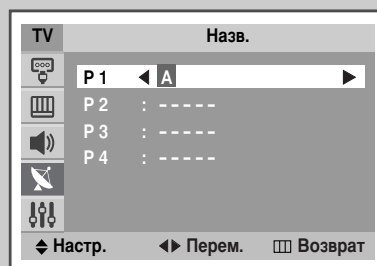 TV Назв.
P 1 A
P 2 : - - - - -
P 3 : - - - - -
P 4 : - - - - -
Настр. Перем. Возврат